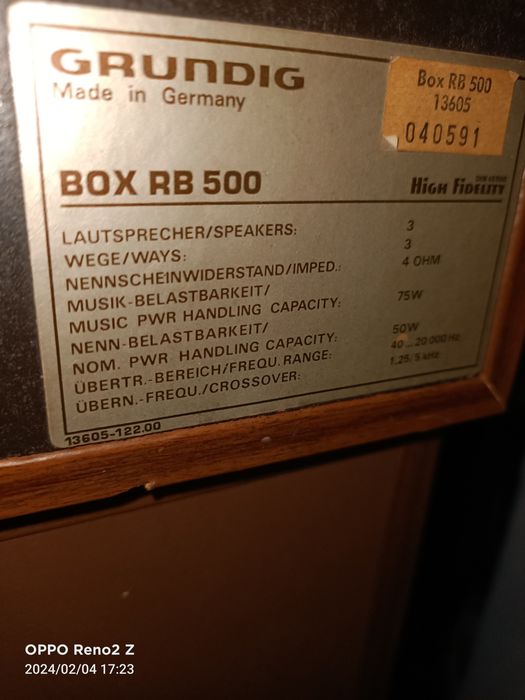 GRUNDIG
Made in Germany
Box RB 500
13605
040591
BOX RB 500
HIGH FIDELITY
LAUTSPRECHER/SPEAKERS: 3
WEGE/WAYS: 3
NENNSCHEINWIDERSTAND/IMPED.: 4 OHM
MUSIK-BELASTBARKEIT/
MUSIC PWR HANDLING CAPACITY: 75W
NENN-BELASTBARKEIT/
NOM. PWR HANDLING CAPACITY: 50W
ÜBERTR.-BEREICH/FREQU. RANGE: 40...20 000 Hz
ÜBERN.-FREQU./CROSSOVER: 1,25/5 kHz
13605-122.00
OPPO Reno2 Z
2024/02/04 17:23